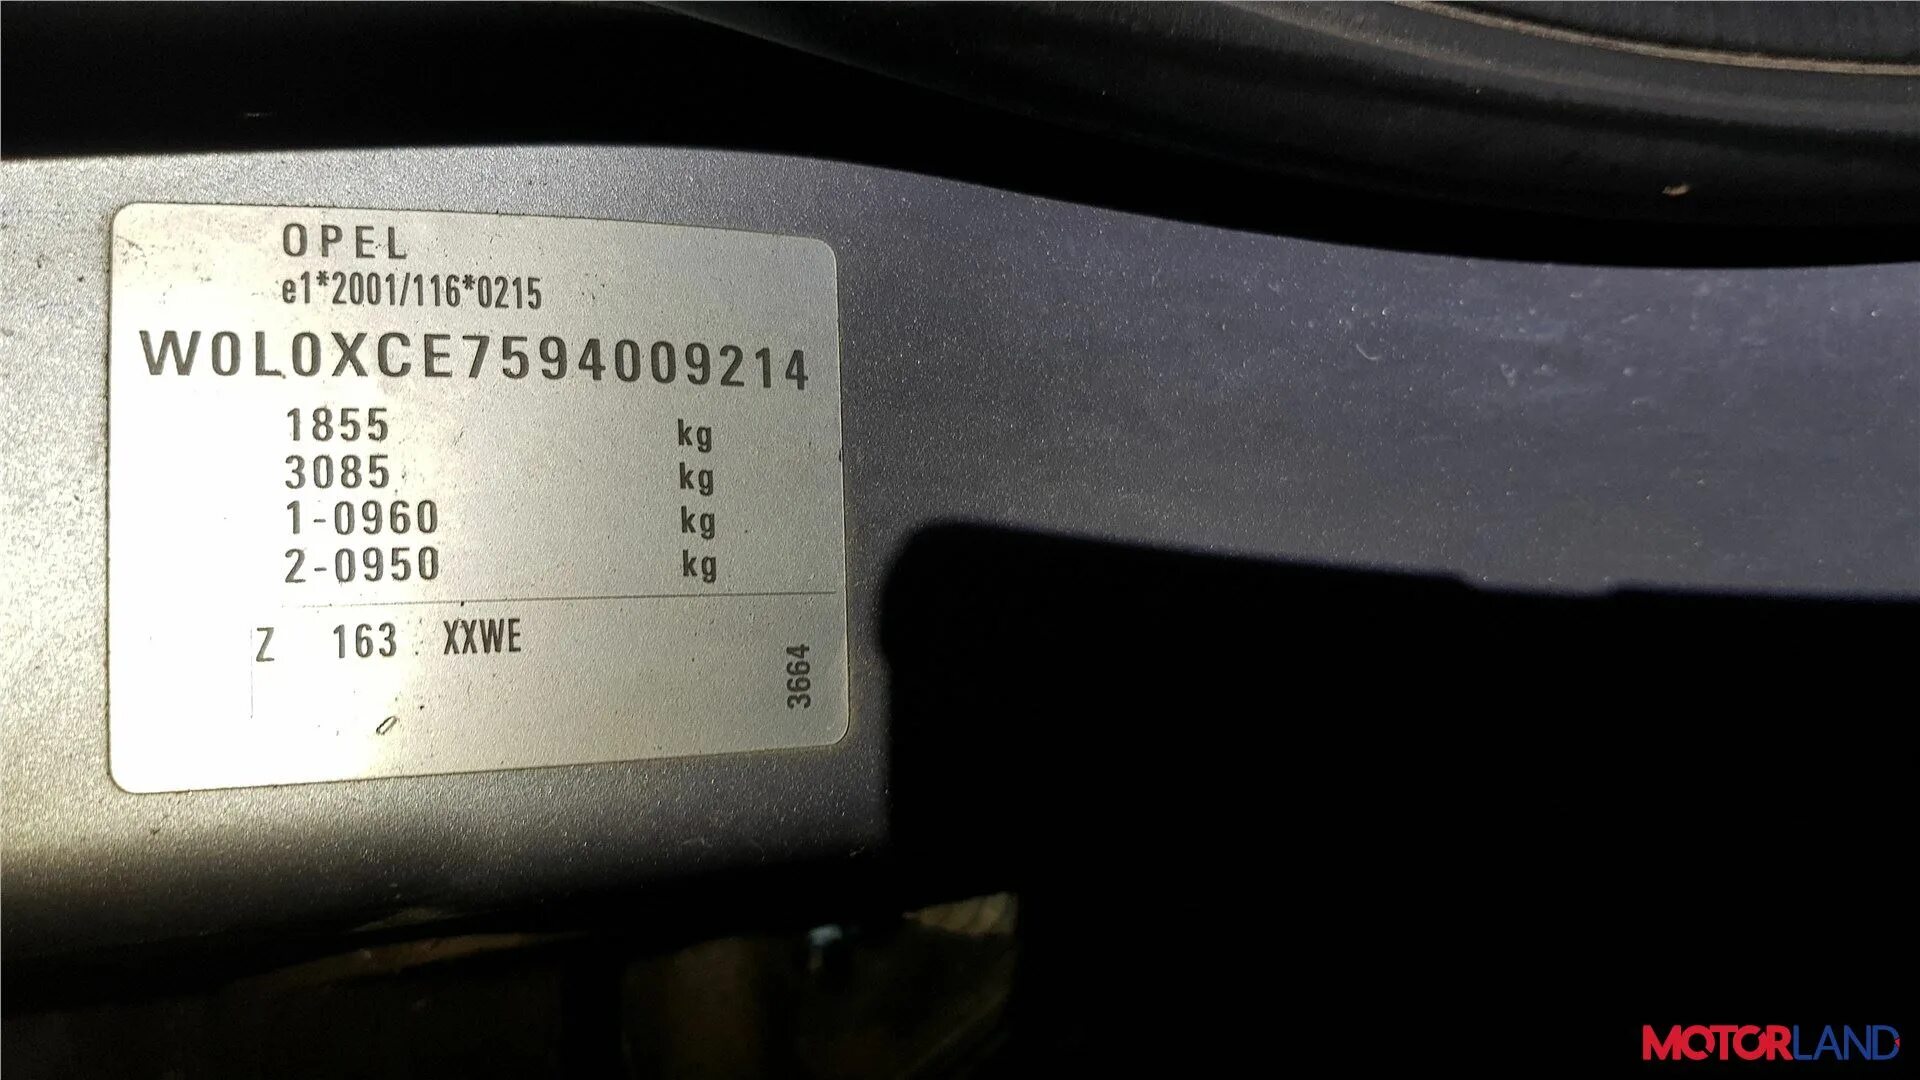 OPEL
e1*2001/116*0215
W0L0XCE7594009214
1855 kg
3085 kg
1-0960 kg
2-0950 kg
Z 163 XXWE
3664
MOTORLAND